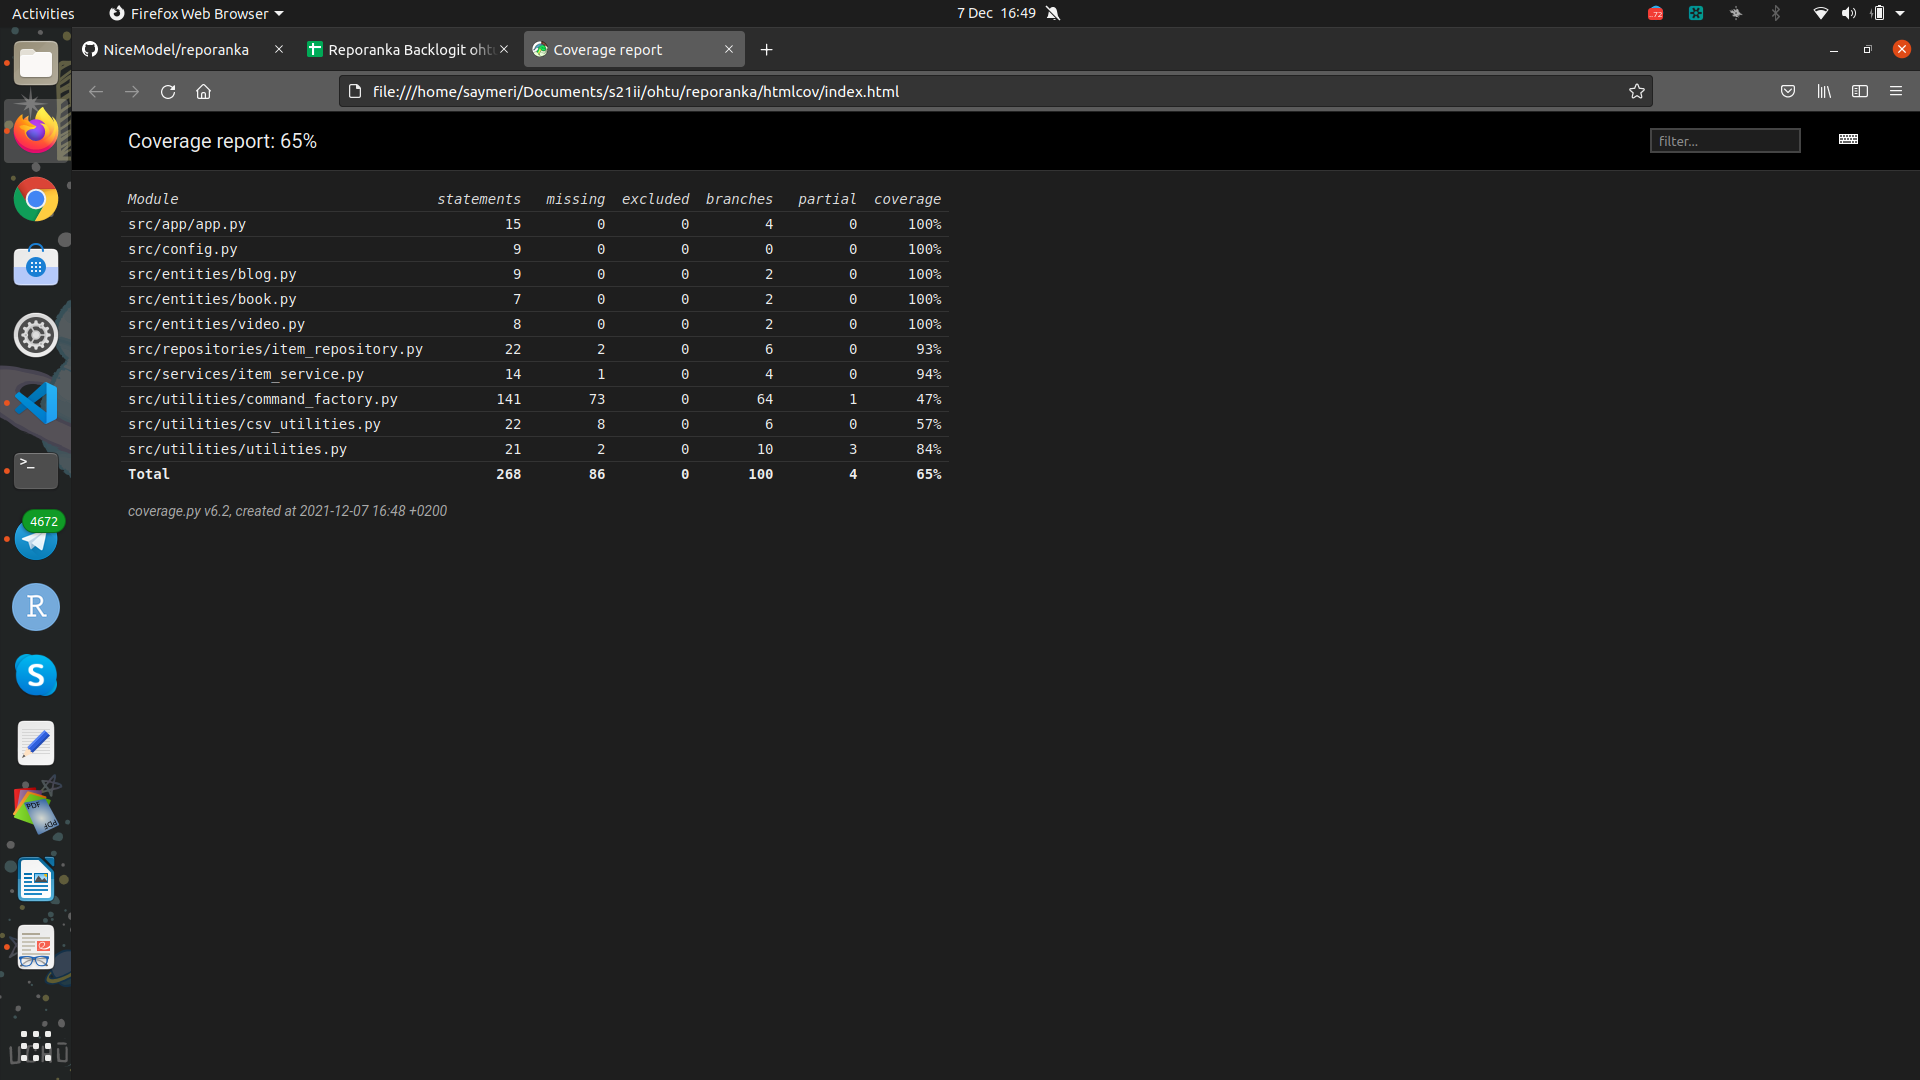 Activities Firefox Web Browser 7 Dec 16:49 72
NiceModel/reporanka Reporanka Backlogit oht Coverage report
file:///home/saymeri/Documents/s21ii/ohtu/reporanka/htmlcov/index.html
Coverage report: 65% filter...
Module statements missing excluded branches partial coverage
src/app/app.py 15 0 0 4 0 100%
src/config.py 9 0 0 0 0 100%
src/entities/blog.py 9 0 0 2 0 100%
src/entities/book.py 7 0 0 2 0 100%
src/entities/video.py 8 0 0 2 0 100%
src/repositories/item_repository.py 22 2 0 6 0 93%
src/services/item_service.py 14 1 0 4 0 94%
src/utilities/command_factory.py 141 73 0 64 1 47%
src/utilities/csv_utilities.py 22 8 0 6 0 57%
src/utilities/utilities.py 21 2 0 10 3 84%
Total 268 86 0 100 4 65%
coverage.py v6.2, created at 2021-12-07 16:48 +0200
>_
4672
R
S
PDF
PDF